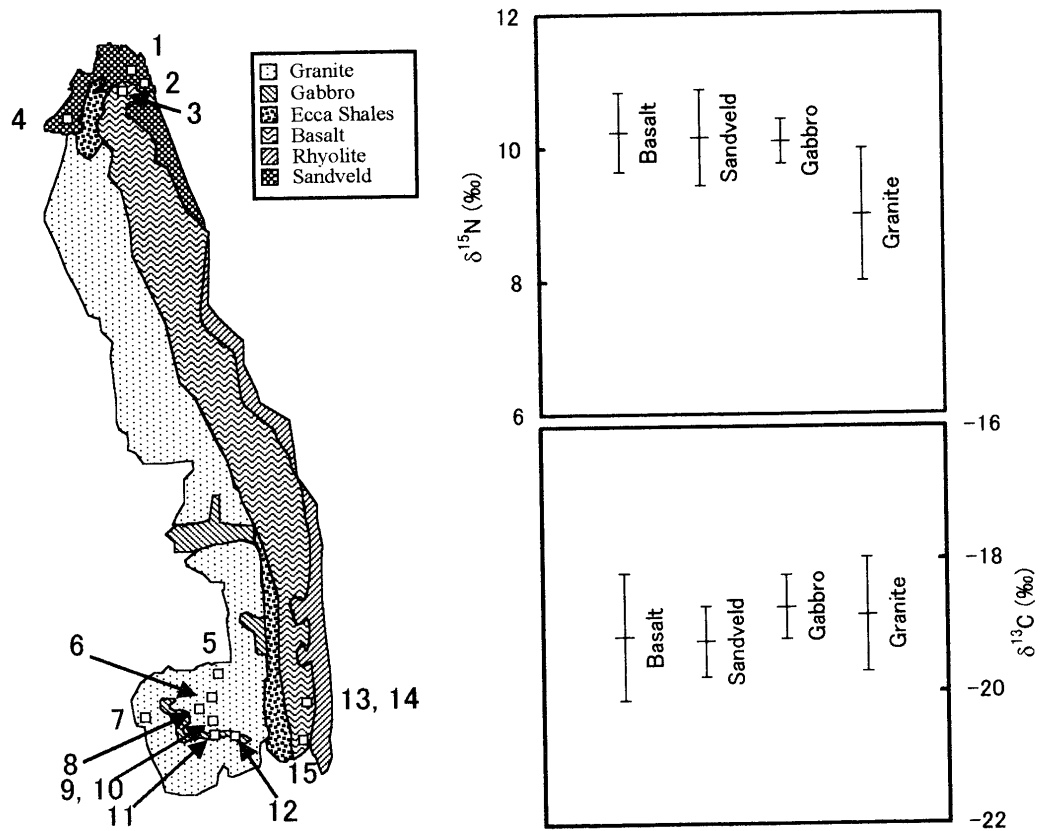 1
2
3
4
Granite
Gabbro
Ecca Shales
Basalt
Rhyolite
Sandveld
5
6
7
8
9, 10
11
12
13, 14
15
12
10
8
6
δ¹⁵N (‰)
Basalt
Sandveld
Gabbro
Granite
-16
-18
-20
-22
δ¹³C (‰)
Basalt
Sandveld
Gabbro
Granite